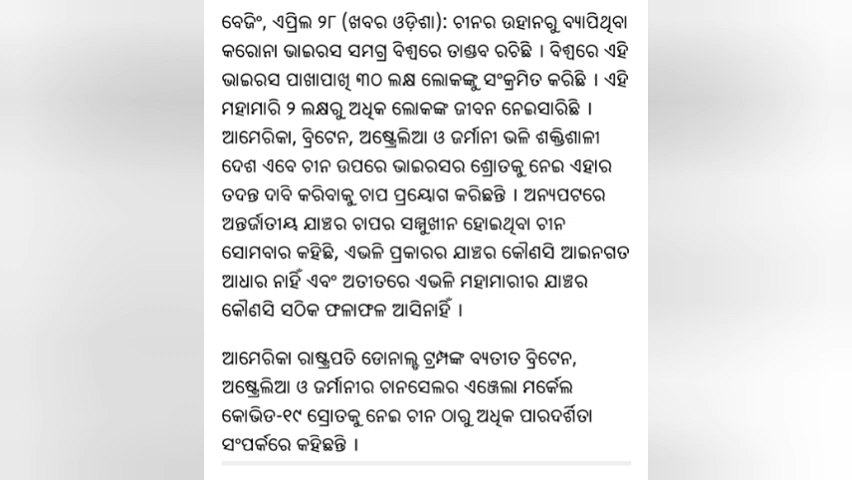 ବେଜିଂ, ଏପ୍ରିଲ ୨୮ (ଖବର ଓଡ଼ିଶା): ଚୀନର ଉହାନରୁ ବ୍ୟାପିଥିବା
କରୋନା ଭାଇରସ ସମଗ୍ର ବିଶ୍ୱରେ ତାଣ୍ଡବ ରଚିଛି । ବିଶ୍ୱରେ ଏହି
ଭାଇରସ ପାଖାପାଖି ୩୦ ଲକ୍ଷ ଲୋକଙ୍କୁ ସଂକ୍ରମିତ କରିଛି । ଏହି
ମହାମାରି ୨ ଲକ୍ଷରୁ ଅଧିକ ଲୋକଙ୍କ ଜୀବନ ନେଇସାରିଛି ।
ଆମେରିକା, ବ୍ରିଟେନ, ଅଷ୍ଟ୍ରେଲିଆ ଓ ଜର୍ମାନୀ ଭଳି ଶକ୍ତିଶାଳୀ
ଦେଶ ଏବେ ଚୀନ ଉପରେ ଭାଇରସର ଶ୍ରୋତକୁ ନେଇ ଏହାର
ତଦନ୍ତ ଦାବି କରିବାକୁ ଚାପ ପ୍ରୟୋଗ କରିଛନ୍ତି । ଅନ୍ୟପଟରେ
ଅନ୍ତର୍ଜାତୀୟ ଯାଞ୍ଚର ଚାପର ସମ୍ମୁଖୀନ ହୋଇଥିବା ଚୀନ
ସୋମବାର କହିଛି, ଏଭଳି ପ୍ରକାରର ଯାଞ୍ଚର କୌଣସି ଆଇନଗତ
ଆଧାର ନାହିଁ ଏବଂ ଅତୀତରେ ଏଭଳି ମହାମାରୀର ଯାଞ୍ଚର
କୌଣସି ସଠିକ ଫଳାଫଳ ଆସିନାହିଁ ।
ଆମେରିକା ରାଷ୍ଟ୍ରପତି ଡୋନାଲ୍ଡ ଟ୍ରମ୍ପଙ୍କ ବ୍ୟତୀତ ବ୍ରିଟେନ,
ଅଷ୍ଟ୍ରେଲିଆ ଓ ଜର୍ମାନୀର ଚାନସେଲର ଏଞ୍ଜେଲା ମର୍କେଲ
କୋଭିଡ-୧୯ ସ୍ରୋତକୁ ନେଇ ଚୀନ ଠାରୁ ଅଧିକ ପାରଦର୍ଶିତା
ସଂପର୍କରେ କହିଛନ୍ତି ।